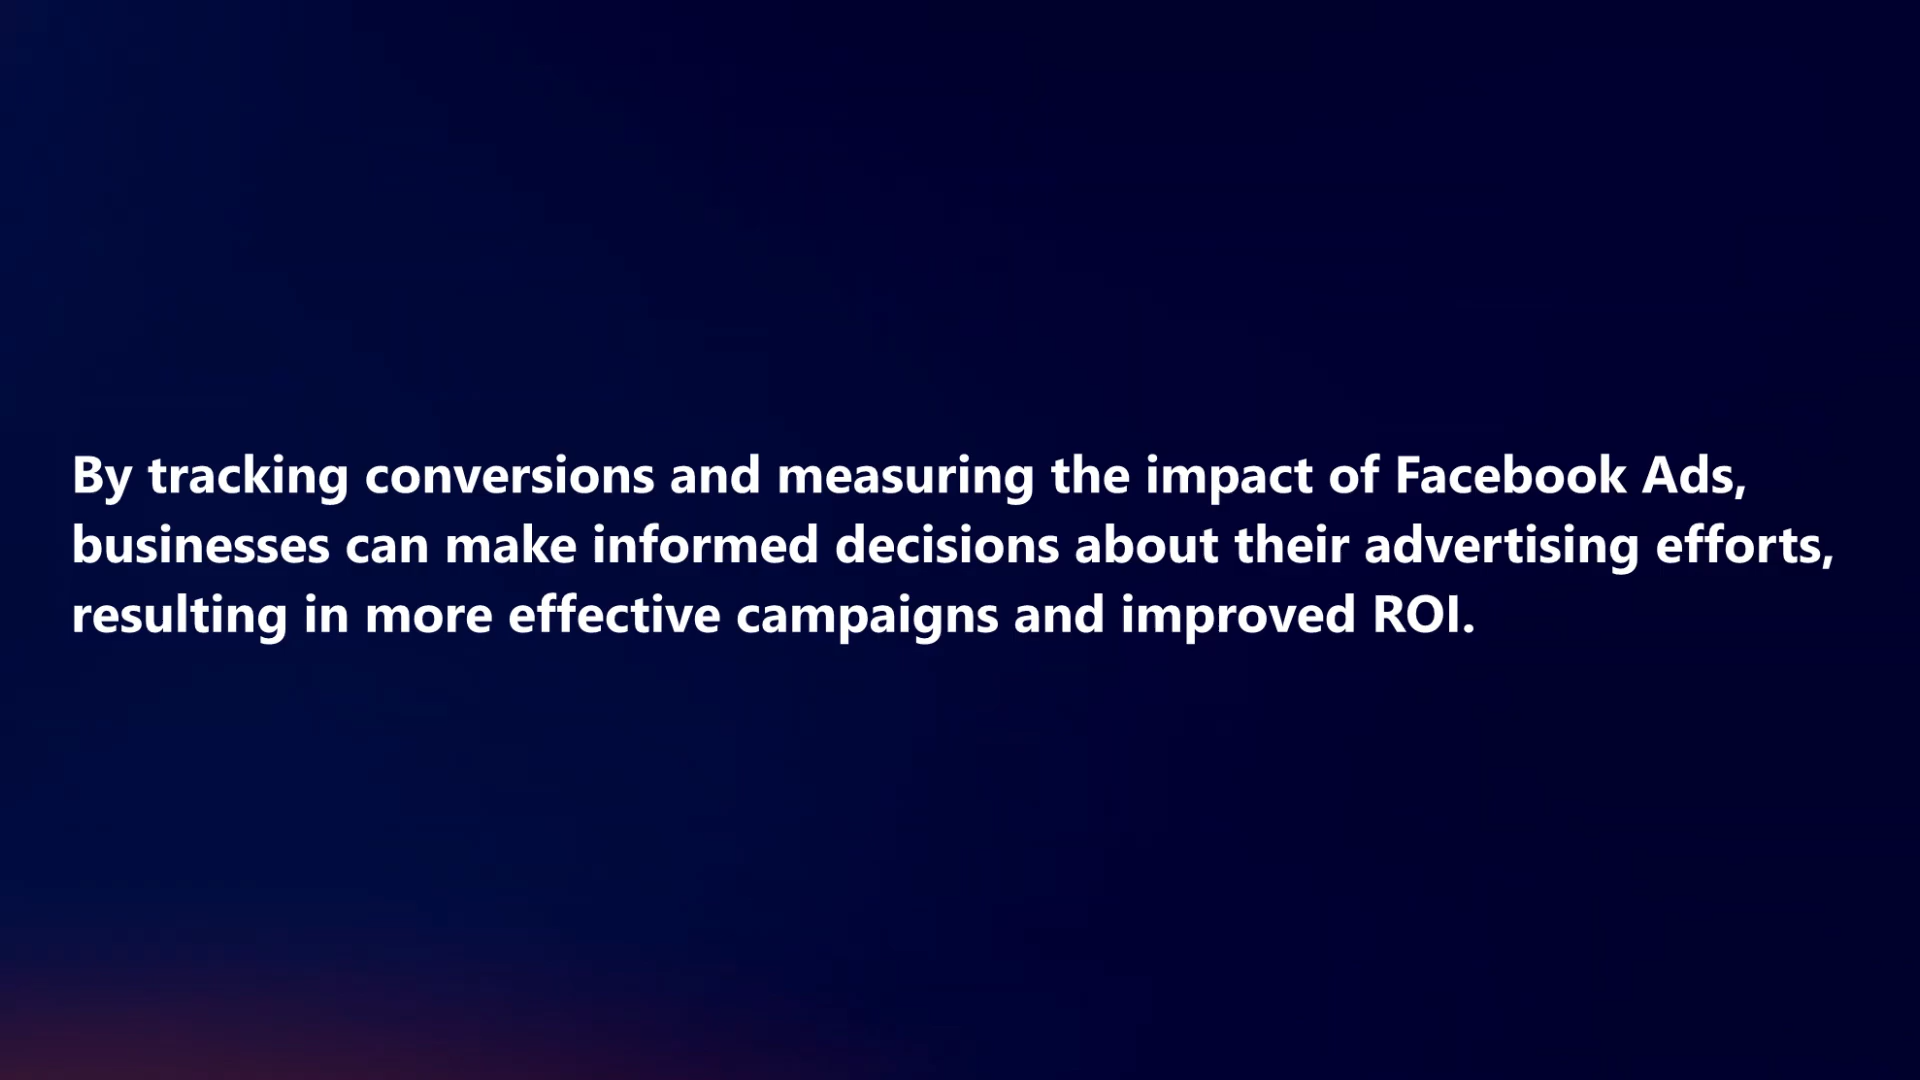 By tracking conversions and measuring the impact of Facebook Ads,
businesses can make informed decisions about their advertising efforts,
resulting in more effective campaigns and improved ROI.